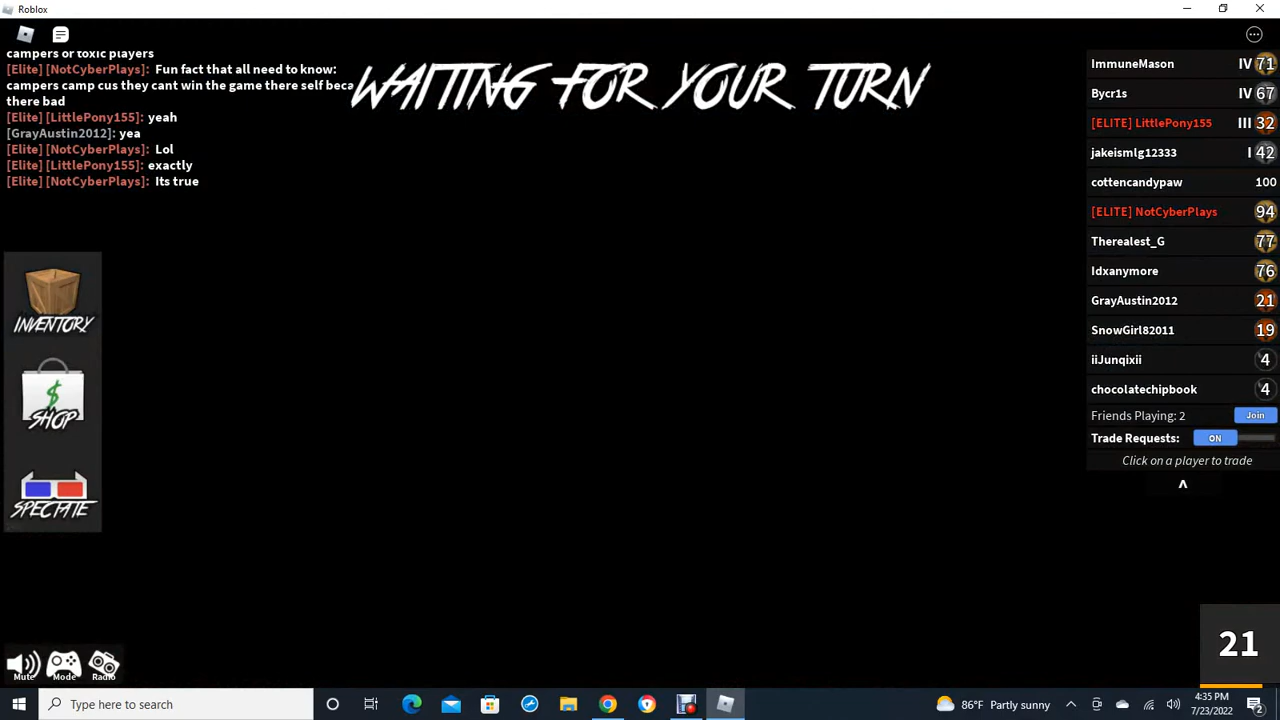 Roblox
campers or toxic players
[Elite] [NotCyberPlays]: Fun fact that all need to know:
campers camp cus they cant win the game there self beca
there bad
[Elite] [LittlePony155]: yeah
[GrayAustin2012]: yea
[Elite] [NotCyberPlays]: Lol
[Elite] [LittlePony155]: exactly
[Elite] [NotCyberPlays]: Its true
WAITING FOR YOUR TURN
ImmuneMason IV 71
Bycr1s IV 67
[ELITE] LittlePony155 III 32
jakeismlg12333 I 42
cottencandypaw 100
[ELITE] NotCyberPlays 94
Therealest_G 77
Idxanymore 76
GrayAustin2012 21
SnowGirl82011 19
iiJunqixii 4
chocolatechipbook 4
Friends Playing: 2 Join
Trade Requests: ON
Click on a player to trade
^
INVENTORY
$
SHOP
SPECTATE
21
Mute Mode Radio
Type here to search
86°F Partly sunny
4:35 PM
7/23/2022
2